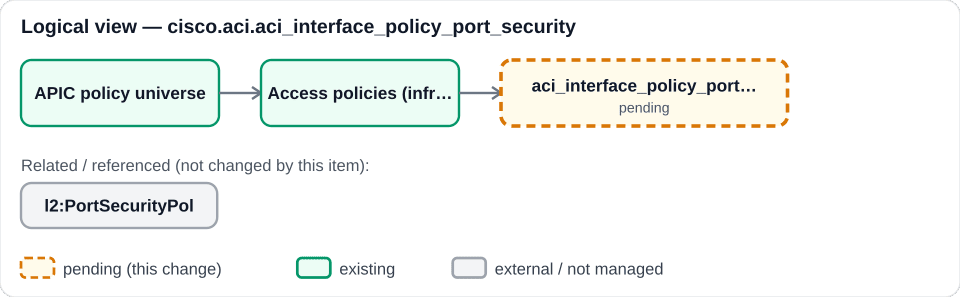 Logical view — cisco.aci.aci_interface_policy_port_security
APIC policy universe
Access policies (infr…
aci_interface_policy_port…
pending
Related / referenced (not changed by this item):
l2:PortSecurityPol
pending (this change)
existing
external / not managed